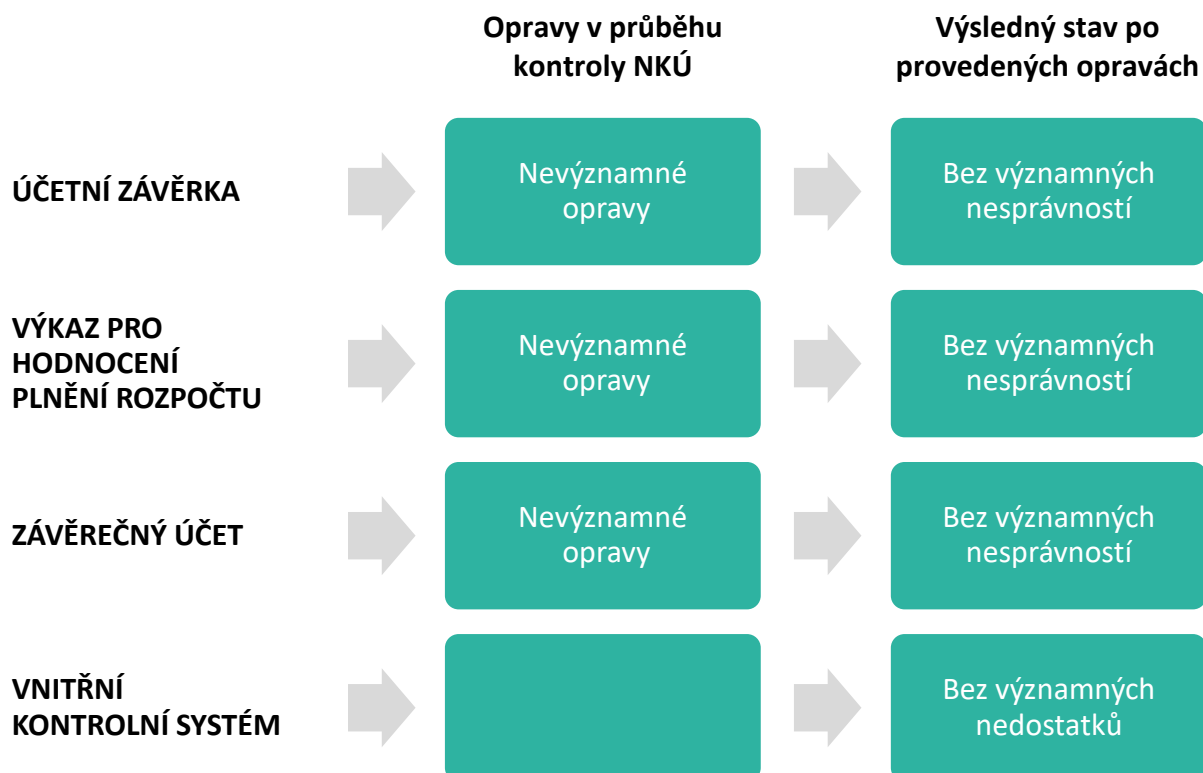 Opravy v průběhu
kontroly NKÚ
Výsledný stav po
provedených opravách
ÚČETNÍ ZÁVĚRKA
Nevýznamné
opravy
Bez významných
nesprávností
VÝKAZ PRO
HODNOCENÍ
PLNĚNÍ ROZPOČTU
Nevýznamné
opravy
Bez významných
nesprávností
ZÁVĚREČNÝ ÚČET
Nevýznamné
opravy
Bez významných
nesprávností
VNITŘNÍ
KONTROLNÍ SYSTÉM
Bez významných
nedostatků